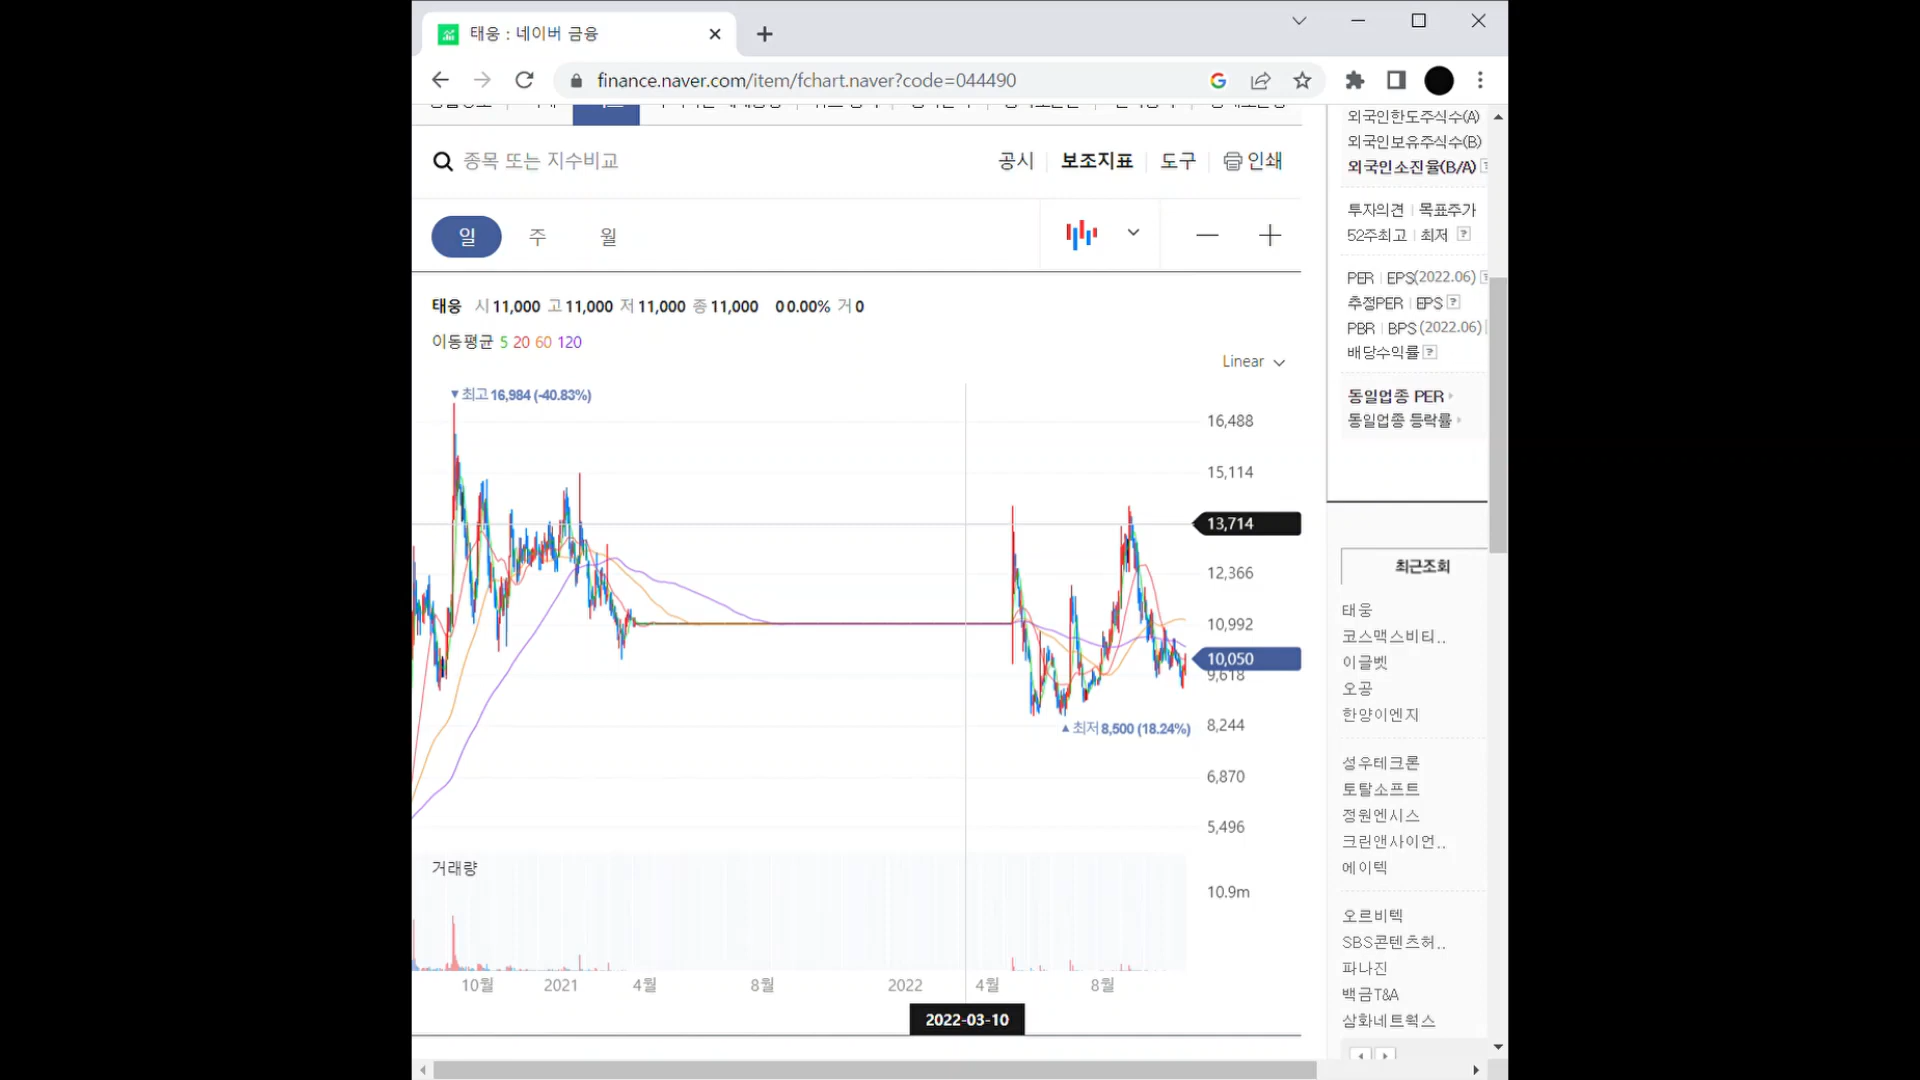 태웅 : 네이버 금융
finance.naver.com/item/fchart.naver?code=044490
종목 또는 지수비교
공시 보조지표 도구 인쇄
일 주 월
태웅 시 11,000 고 11,000 저 11,000 종 11,000 0 0.00% 거 0
이동평균 5 20 60 120
Linear
▼최고 16,984 (-40.83%)
16,488
15,114
13,714
12,366
10,992
10,050
9,618
▲최저 8,500 (18.24%)
8,244
6,870
5,496
거래량
10.9m
10월 2021 4월 8월 2022 4월 8월
2022-03-10
외국인한도주식수(A)
외국인보유주식수(B)
외국인소진율(B/A) ?
투자의견 | 목표주가
52주최고 | 최저 ?
PER | EPS(2022.06)
추정PER | EPS ?
PBR | BPS (2022.06)
배당수익률 ?
동일업종 PER
동일업종 등락률
최근조회
태웅
코스맥스비티..
이글벳
오공
한양이엔지
성우테크론
토탈소프트
정원엔시스
크린앤사이언..
에이텍
오르비텍
SBS콘텐츠허..
파나진
백금T&A
삼화네트웍스